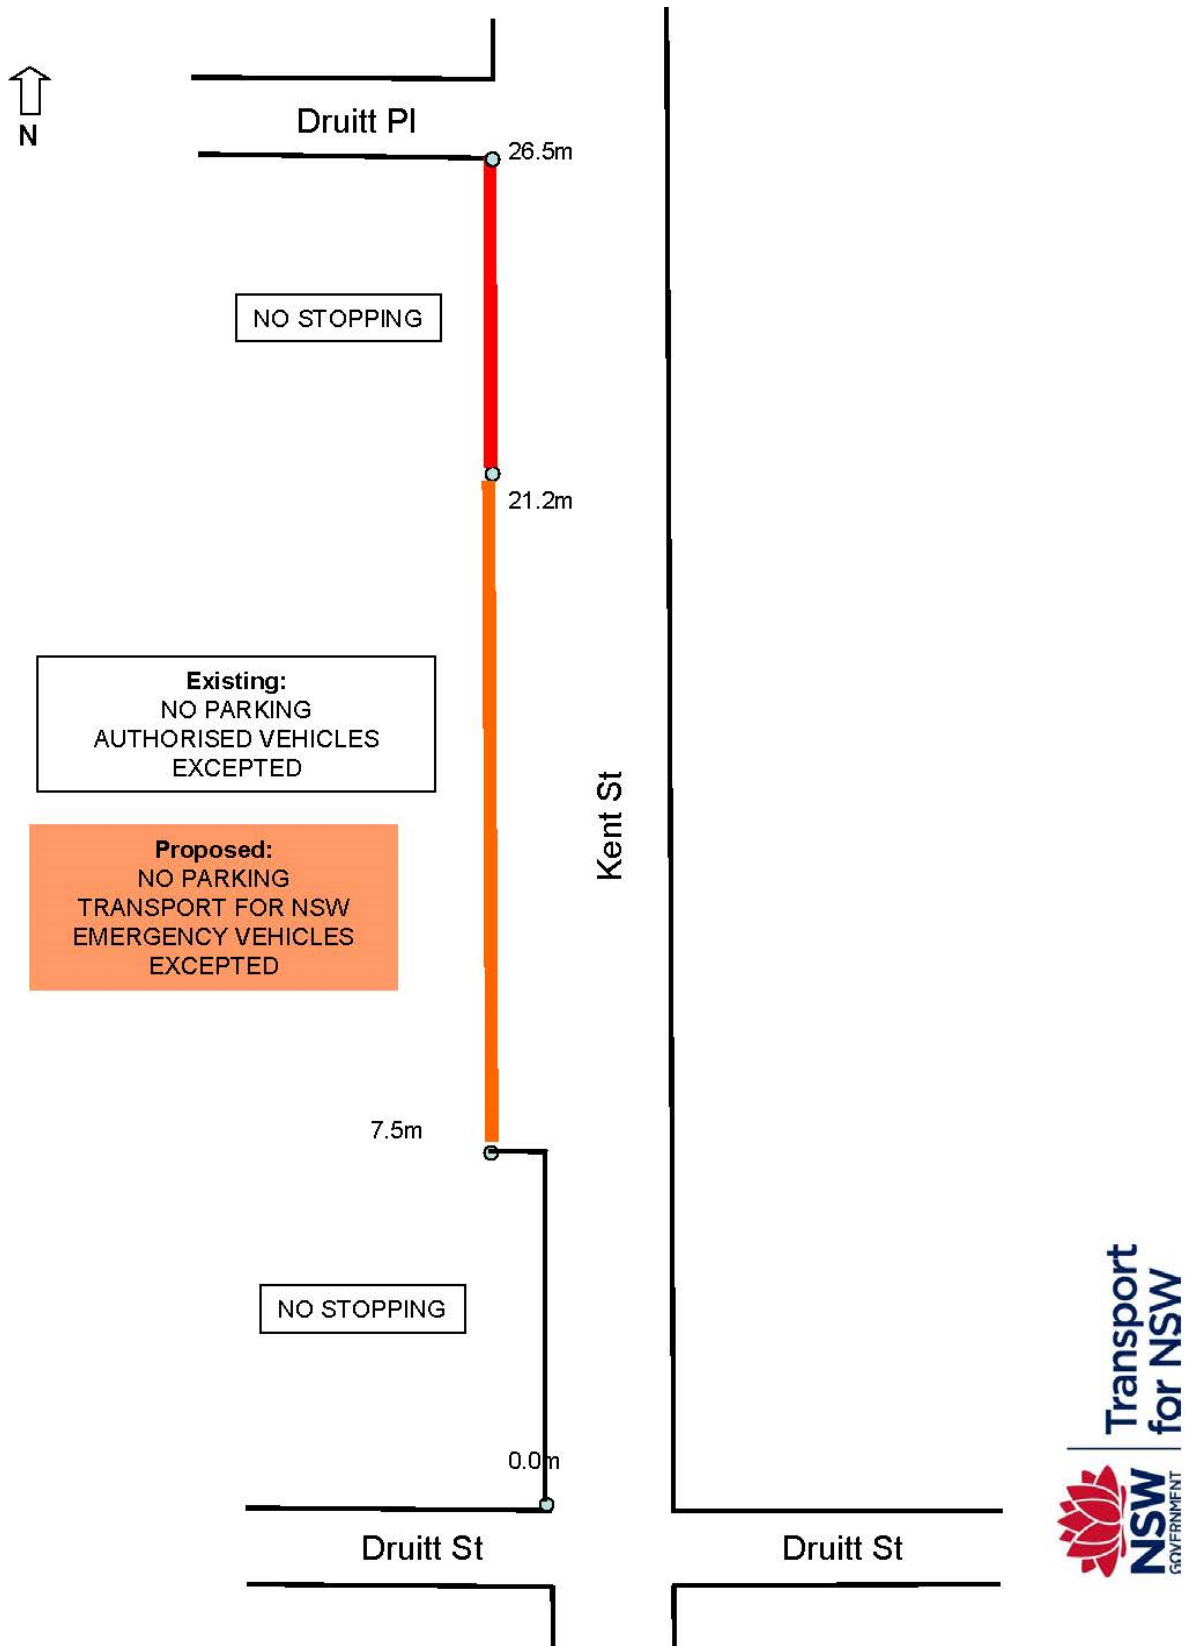 N
Druitt Pl
26.5m
NO STOPPING
21.2m
Existing:
NO PARKING
AUTHORISED VEHICLES
EXCEPTED
Proposed:
NO PARKING
TRANSPORT FOR NSW
EMERGENCY VEHICLES
EXCEPTED
Kent St
7.5m
NO STOPPING
0.0m
Druitt St
Druitt St
Transport
for NSW
NSW
GOVERNMENT